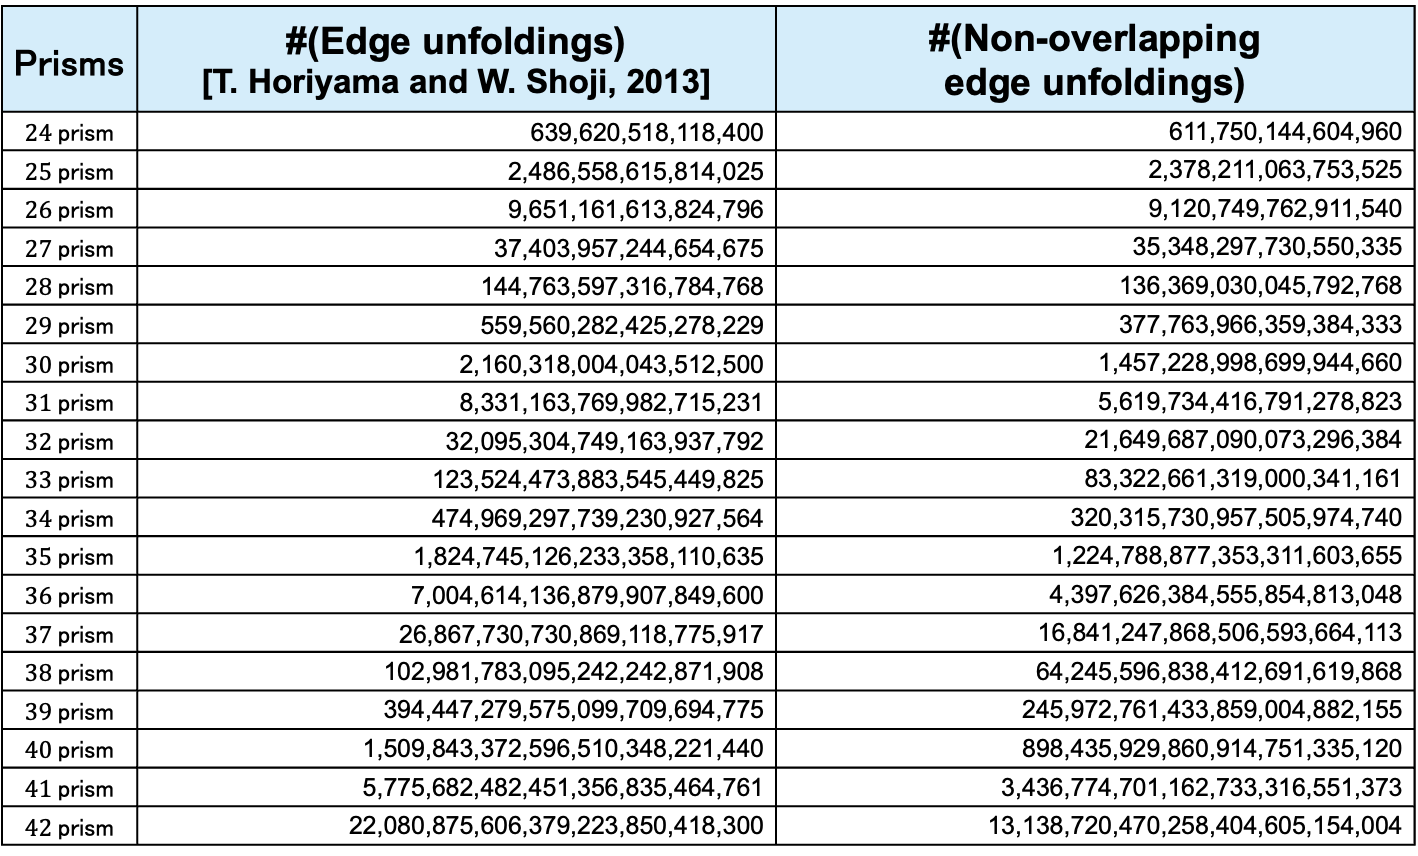 Prisms #(Edge unfoldings) [T. Horiyama and W. Shoji, 2013] #(Non-overlapping edge unfoldings)
24 prism 639,620,518,118,400 611,750,144,604,960
25 prism 2,486,558,615,814,025 2,378,211,063,753,525
26 prism 9,651,161,613,824,796 9,120,749,762,911,540
27 prism 37,403,957,244,654,675 35,348,297,730,550,335
28 prism 144,763,597,316,784,768 136,369,030,045,792,768
29 prism 559,560,282,425,278,229 377,763,966,359,384,333
30 prism 2,160,318,004,043,512,500 1,457,228,998,699,944,660
31 prism 8,331,163,769,982,715,231 5,619,734,416,791,278,823
32 prism 32,095,304,749,163,937,792 21,649,687,090,073,296,384
33 prism 123,524,473,883,545,449,825 83,322,661,319,000,341,161
34 prism 474,969,297,739,230,927,564 320,315,730,957,505,974,740
35 prism 1,824,745,126,233,358,110,635 1,224,788,877,353,311,603,655
36 prism 7,004,614,136,879,907,849,600 4,397,626,384,555,854,813,048
37 prism 26,867,730,730,869,118,775,917 16,841,247,868,506,593,664,113
38 prism 102,981,783,095,242,242,871,908 64,245,596,838,412,691,619,868
39 prism 394,447,279,575,099,709,694,775 245,972,761,433,859,004,882,155
40 prism 1,509,843,372,596,510,348,221,440 898,435,929,860,914,751,335,120
41 prism 5,775,682,482,451,356,835,464,761 3,436,774,701,162,733,316,551,373
42 prism 22,080,875,606,379,223,850,418,300 13,138,720,470,258,404,605,154,004